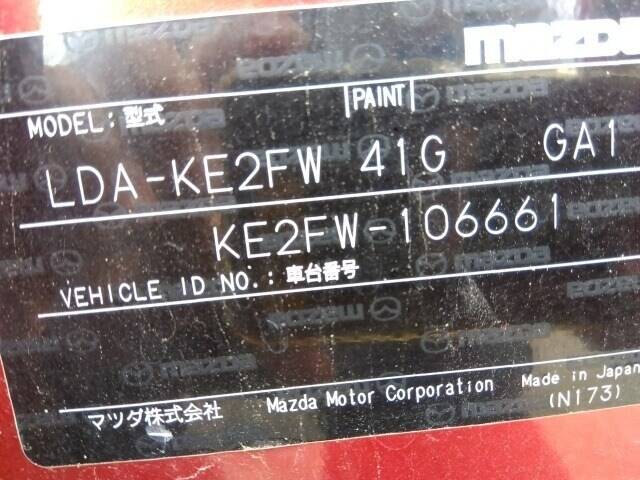 mazda
MODEL: 型式 PAINT
LDA-KE2FW 41G GA1
KE2FW-106661
VEHICLE ID NO.: 車台番号
マツダ株式会社 Mazda Motor Corporation Made in Japan
(N173)